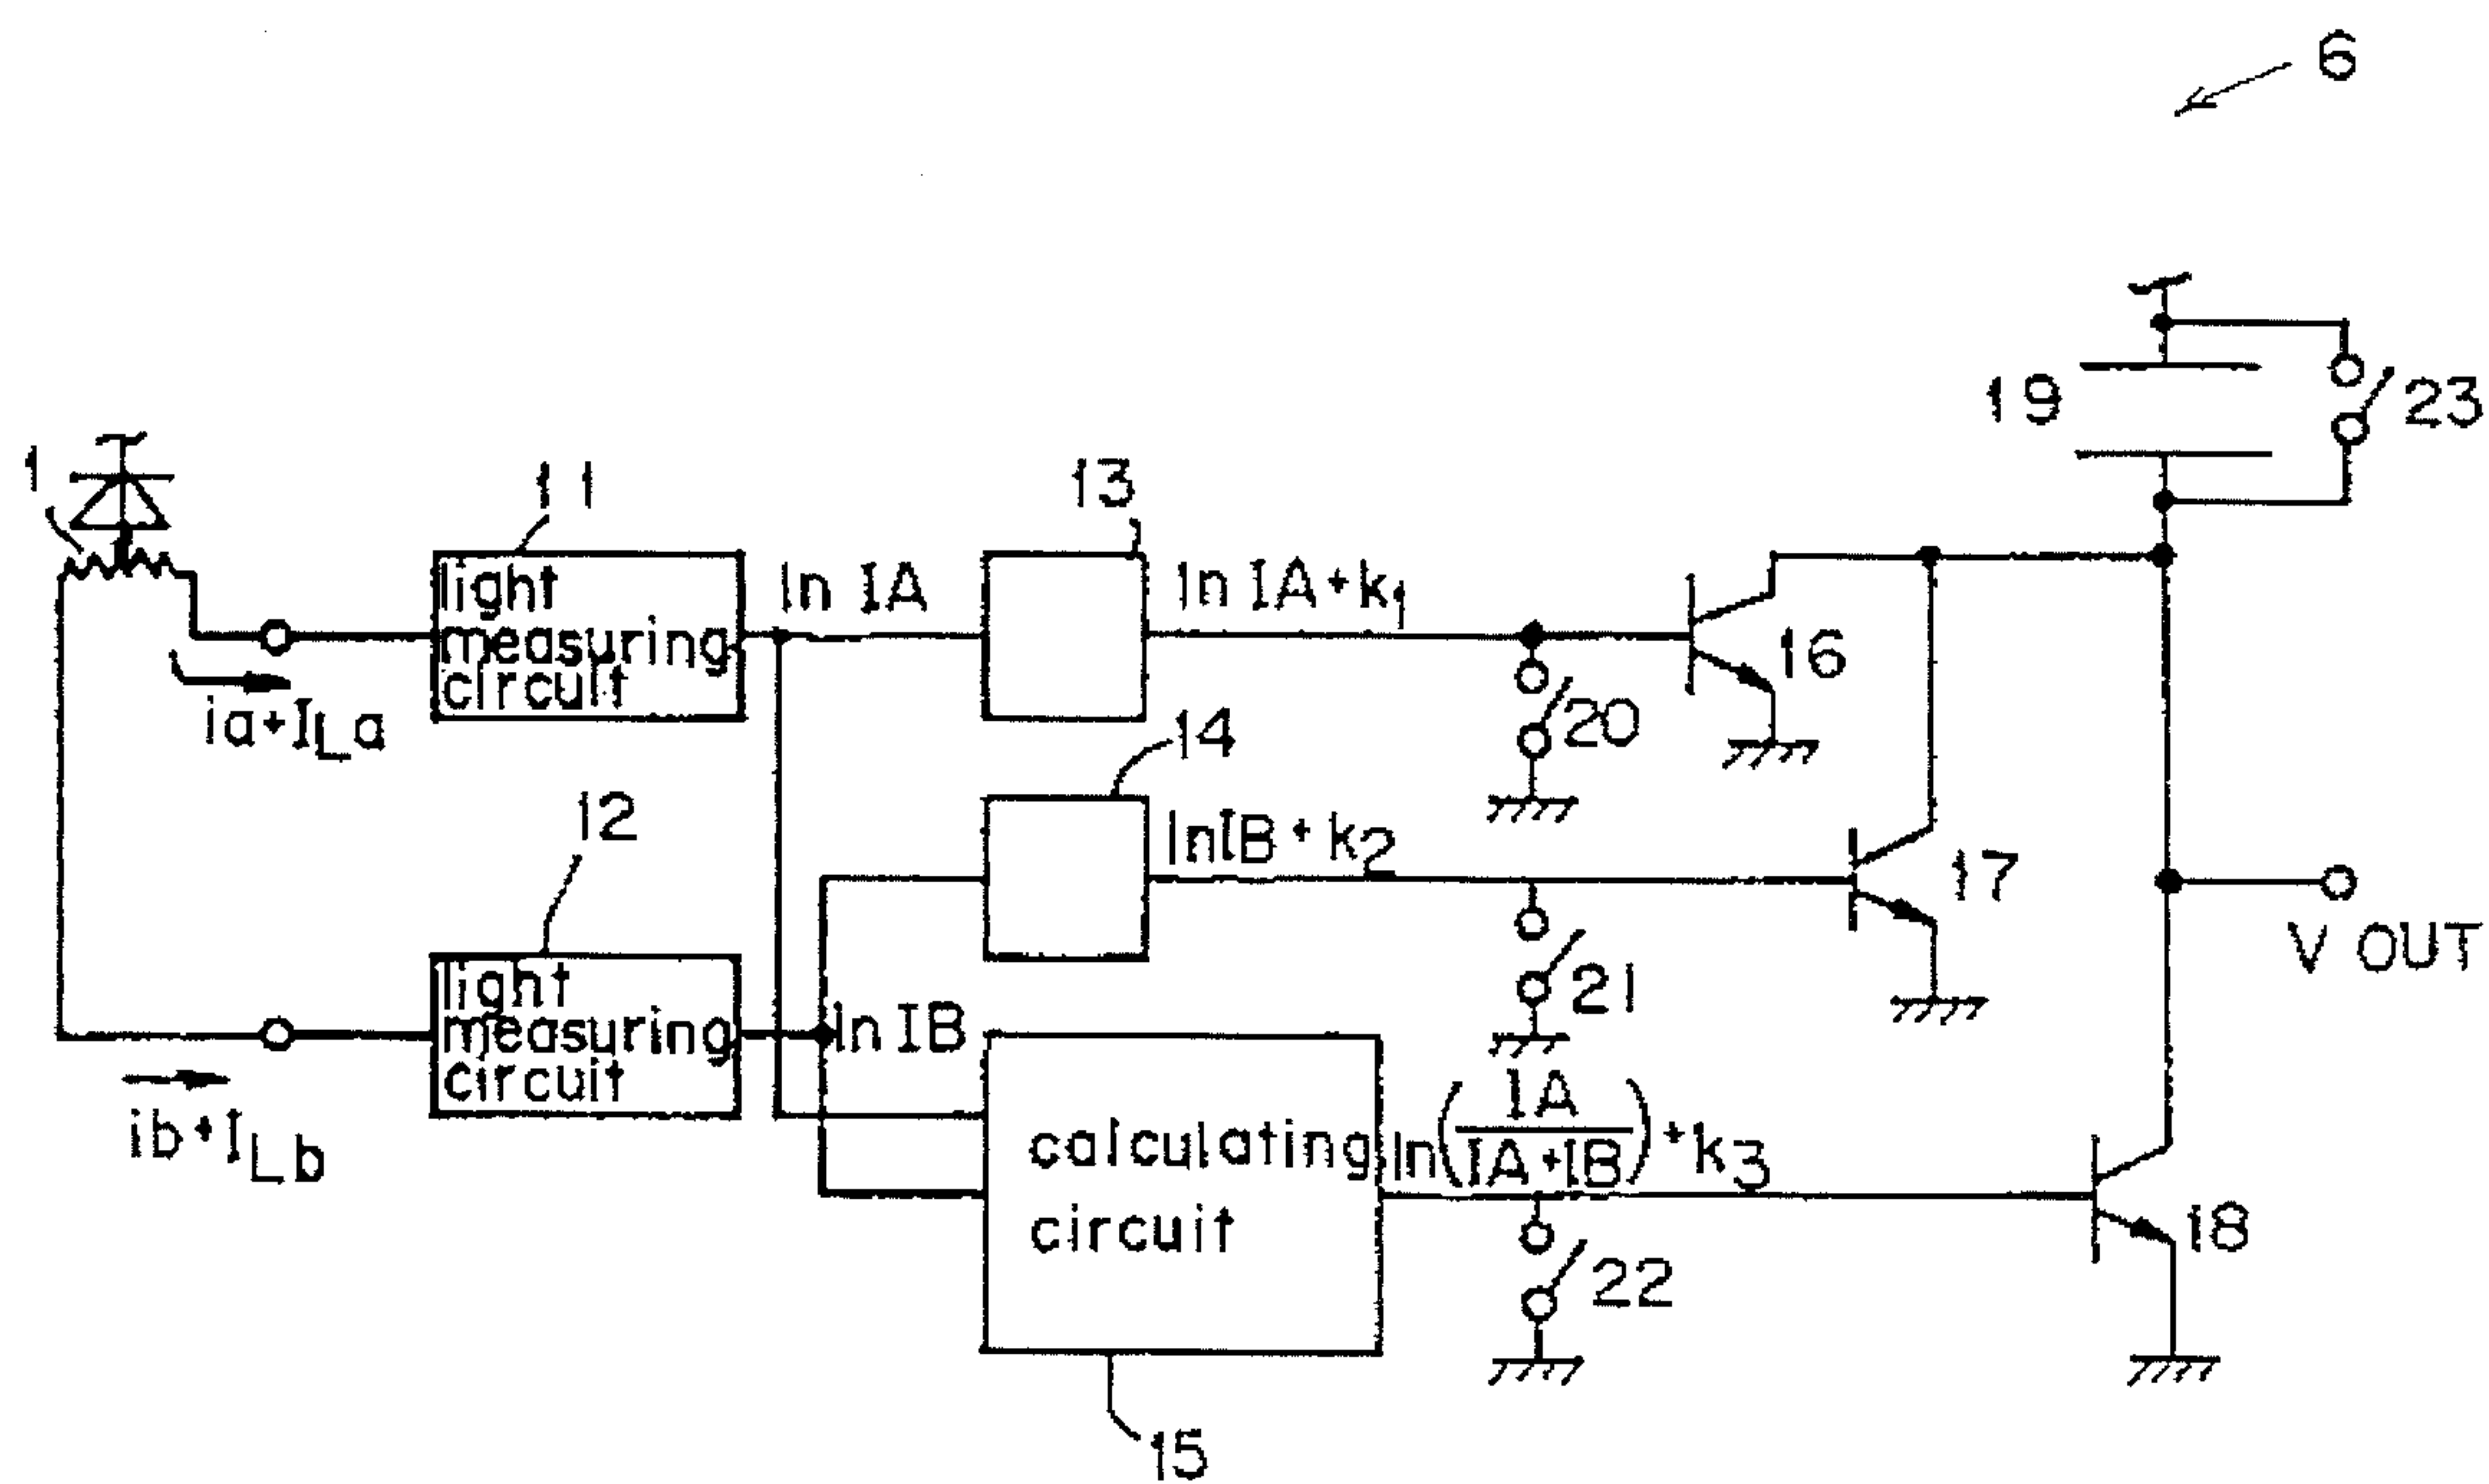 6
19
23
1
11
13
light
measuring
circuit
ln IA
ln IA+k1
16
ia+ILa
20
14
12
lnIB+k2
17
V OUT
light
measuring
circuit
ln IB
21
ib+ILb
calculating
circuit
ln(IA/IA+IB)+k3
18
22
15